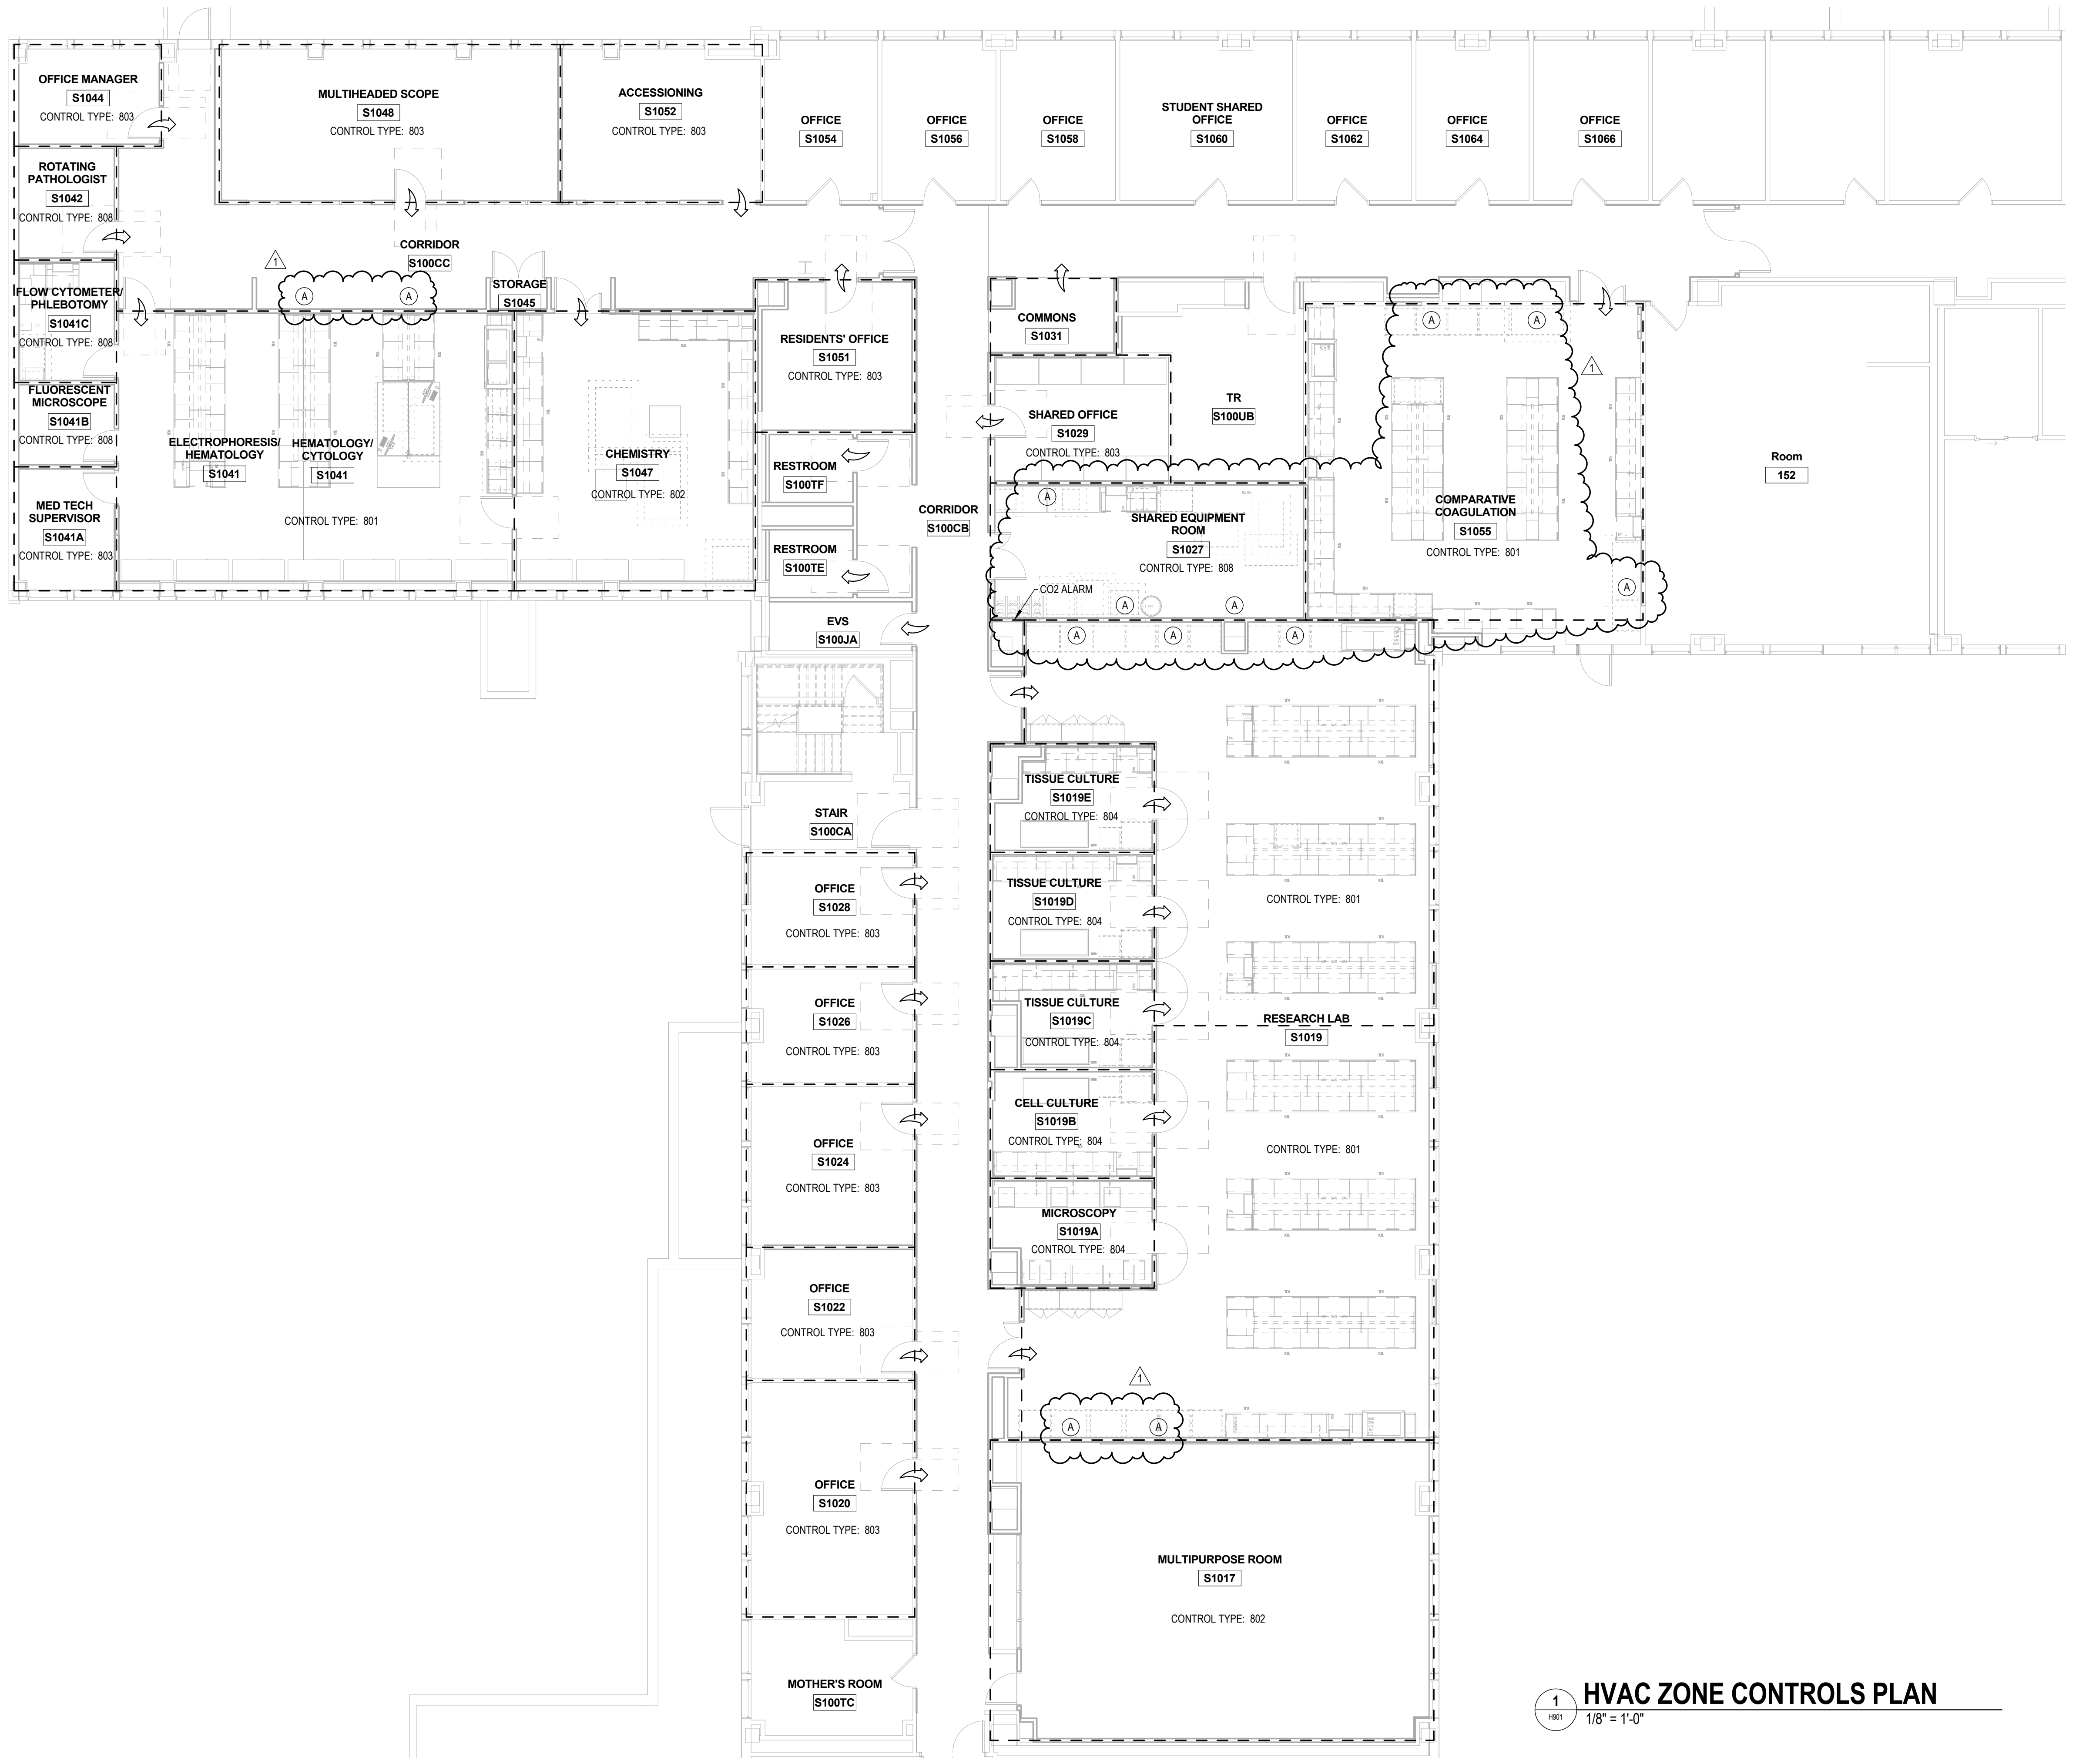 OFFICE MANAGER
S1044
CONTROL TYPE: 803
MULTIHEADED SCOPE
S1048
CONTROL TYPE: 803
ACCESSIONING
S1052
CONTROL TYPE: 803
OFFICE
S1054
OFFICE
S1056
OFFICE
S1058
STUDENT SHARED
OFFICE
S1060
OFFICE
S1062
OFFICE
S1064
OFFICE
S1066
ROTATING
PATHOLOGIST
S1042
CONTROL TYPE: 808
CORRIDOR
S100CC
1
A
A
STORAGE
S1045
FLOW CYTOMETER/
PHLEBOTOMY
S1041C
CONTROL TYPE: 808
FLUORESCENT
MICROSCOPE
S1041B
CONTROL TYPE: 808
MED TECH
SUPERVISOR
S1041A
CONTROL TYPE: 803
ELECTROPHORESIS/
HEMATOLOGY
S1041
HEMATOLOGY/
CYTOLOGY
S1041
CONTROL TYPE: 801
CHEMISTRY
S1047
CONTROL TYPE: 802
RESIDENTS' OFFICE
S1051
CONTROL TYPE: 803
RESTROOM
S100TF
RESTROOM
S100TE
EVS
S100JA
CORRIDOR
S100CB
COMMONS
S1031
SHARED OFFICE
S1029
CONTROL TYPE: 803
TR
S100UB
A
SHARED EQUIPMENT
ROOM
S1027
CONTROL TYPE: 808
CO2 ALARM
A
A
A
A
A
A
A
1
COMPARATIVE
COAGULATION
S1055
CONTROL TYPE: 801
A
Room
152
STAIR
S100CA
OFFICE
S1028
CONTROL TYPE: 803
OFFICE
S1026
CONTROL TYPE: 803
OFFICE
S1024
CONTROL TYPE: 803
OFFICE
S1022
CONTROL TYPE: 803
OFFICE
S1020
CONTROL TYPE: 803
MOTHER'S ROOM
S100TC
TISSUE CULTURE
S1019E
CONTROL TYPE: 804
TISSUE CULTURE
S1019D
CONTROL TYPE: 804
TISSUE CULTURE
S1019C
CONTROL TYPE: 804
CELL CULTURE
S1019B
CONTROL TYPE: 804
MICROSCOPY
S1019A
CONTROL TYPE: 804
CONTROL TYPE: 801
RESEARCH LAB
S1019
CONTROL TYPE: 801
1
A
A
MULTIPURPOSE ROOM
S1017
CONTROL TYPE: 802
1
H901
HVAC ZONE CONTROLS PLAN
1/8" = 1'-0"